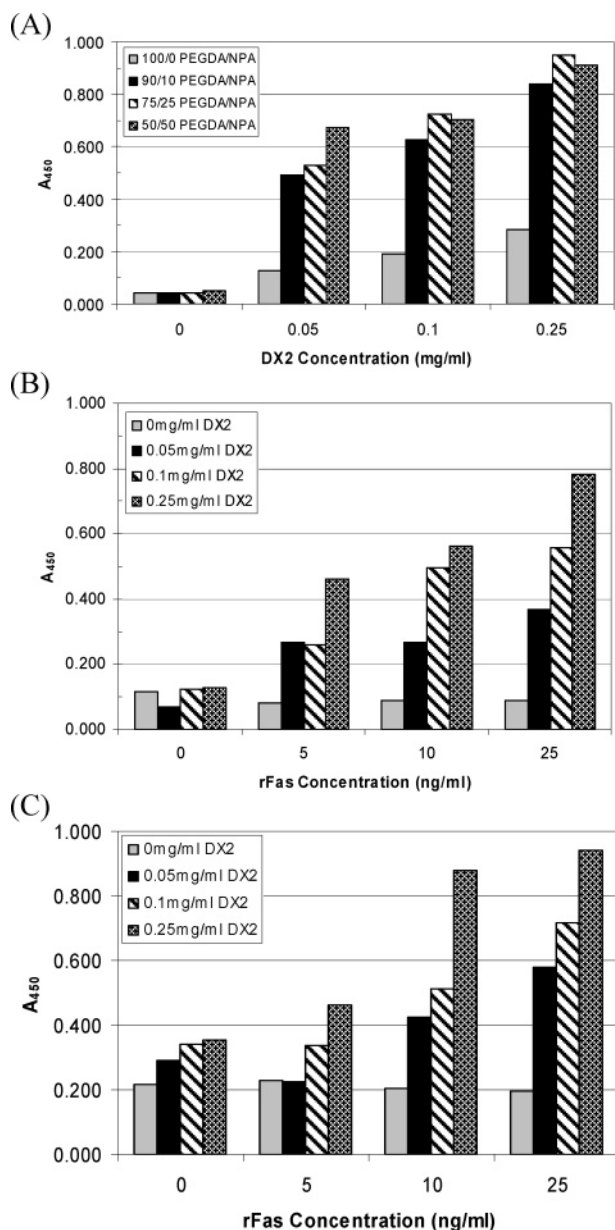 (A)
1.000
0.800
0.600
0.400
0.200
0.000
A450
100/0 PEGDA/NPA
90/10 PEGDA/NPA
75/25 PEGDA/NPA
50/50 PEGDA/NPA
0 0.05 0.1 0.25
DX2 Concentration (mg/ml)
(B)
1.000
0.800
0.600
0.400
0.200
0.000
A450
0mg/ml DX2
0.05mg/ml DX2
0.1mg/ml DX2
0.25mg/ml DX2
0 5 10 25
rFas Concentration (ng/ml)
(C)
1.000
0.800
0.600
0.400
0.200
0.000
A450
0mg/ml DX2
0.05mg/ml DX2
0.1mg/ml DX2
0.25mg/ml DX2
0 5 10 25
rFas Concentration (ng/ml)